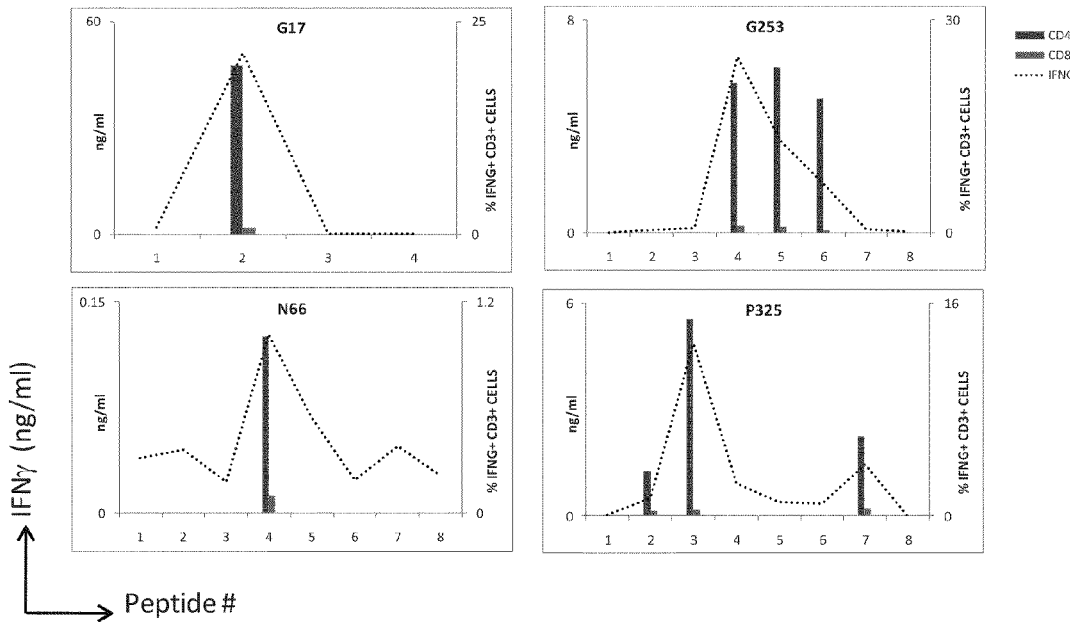 G17
60
25
ng/ml
% IFNG+ CD3+ CELLS
0
0
1 2 3 4
G253
8
30
ng/ml
% IFNG+ CD3+ CELLS
0
0
1 2 3 4 5 6 7 8
CD4
CD8
IFNG
N66
0.15
1.2
ng/ml
% IFNG+ CD3+ CELLS
0
0
1 2 3 4 5 6 7 8
P325
6
16
ng/ml
% IFNG+ CD3+ CELLS
0
0
1 2 3 4 5 6 7 8
IFNγ (ng/ml)
Peptide #